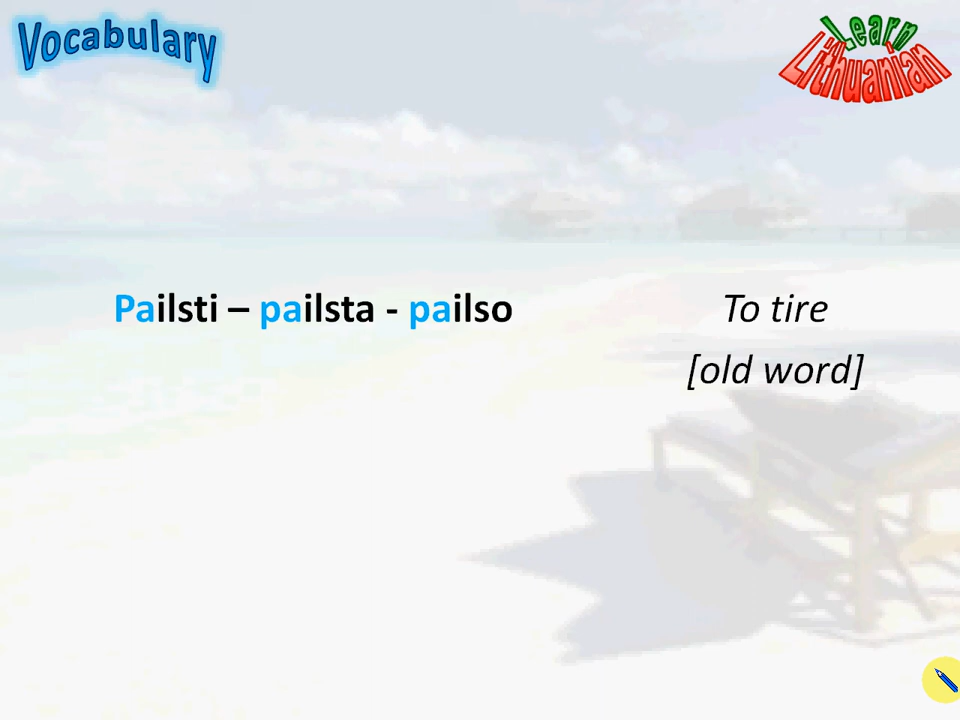 Vocabulary
Learn
Lithuanian
Pailsti – pailsta - pailso
To tire
[old word]